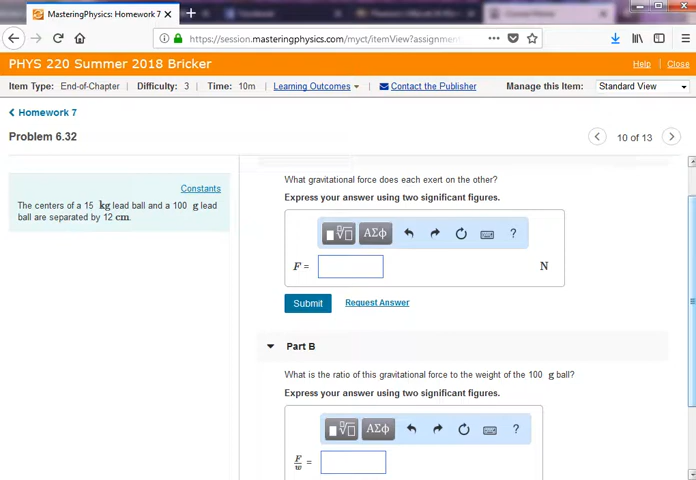 MasteringPhysics: Homework 7
https://session.masteringphysics.com/myct/itemView?assignment
PHYS 220 Summer 2018 Bricker
Help | Close
Item Type: End-of-Chapter Difficulty: 3 Time: 10m Learning Outcomes Contact the Publisher Manage this Item: Standard View
Homework 7
Problem 6.32
10 of 13
Constants
The centers of a 15 kg lead ball and a 100 g lead
ball are separated by 12 cm.
What gravitational force does each exert on the other?
Express your answer using two significant figures.
ΑΣφ ?
F = N
Submit Request Answer
Part B
What is the ratio of this gravitational force to the weight of the 100 g ball?
Express your answer using two significant figures.
ΑΣφ ?
F/w =